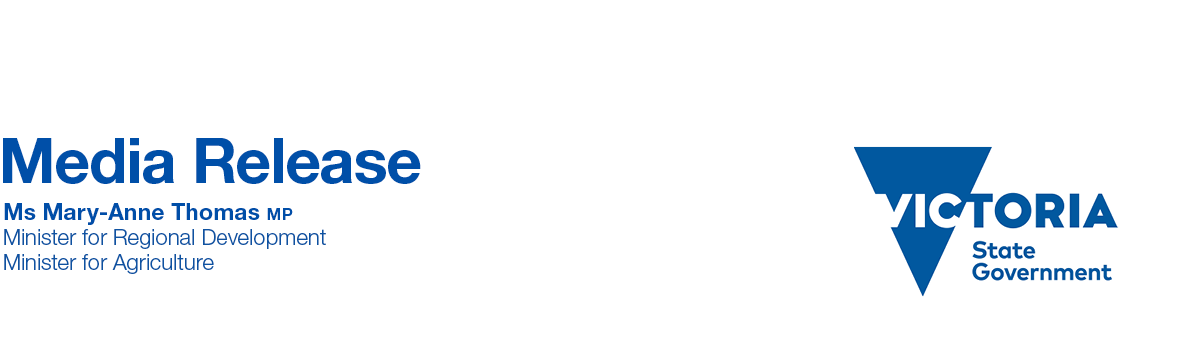 Media Release
Ms Mary-Anne Thomas MP
Minister for Regional Development
Minister for Agriculture
VICTORIA
State
Government